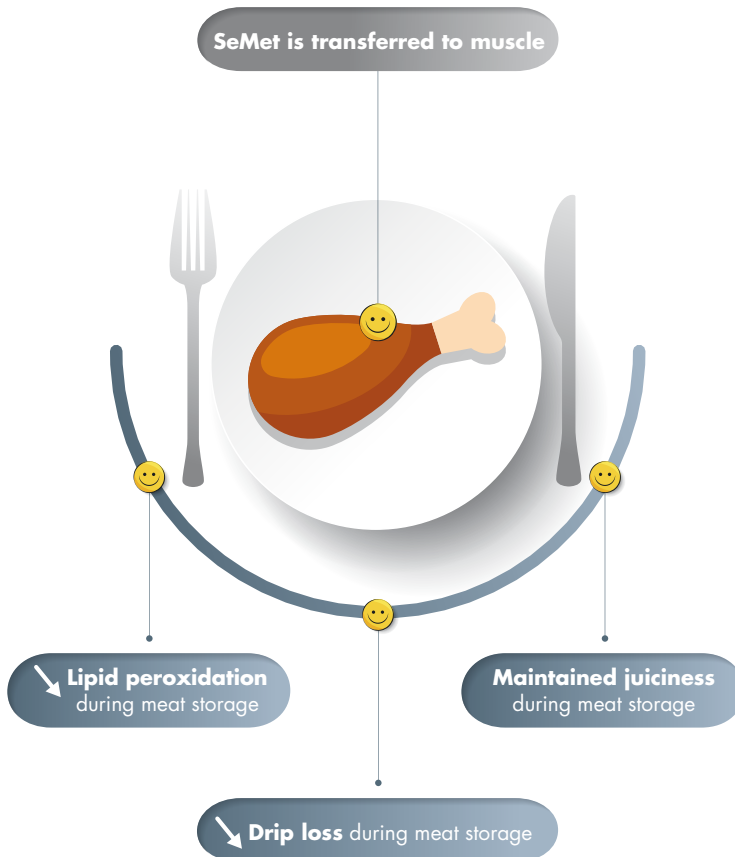 SeMet is transferred to muscle
Lipid peroxidation
during meat storage
Maintained juiciness
during meat storage
Drip loss during meat storage